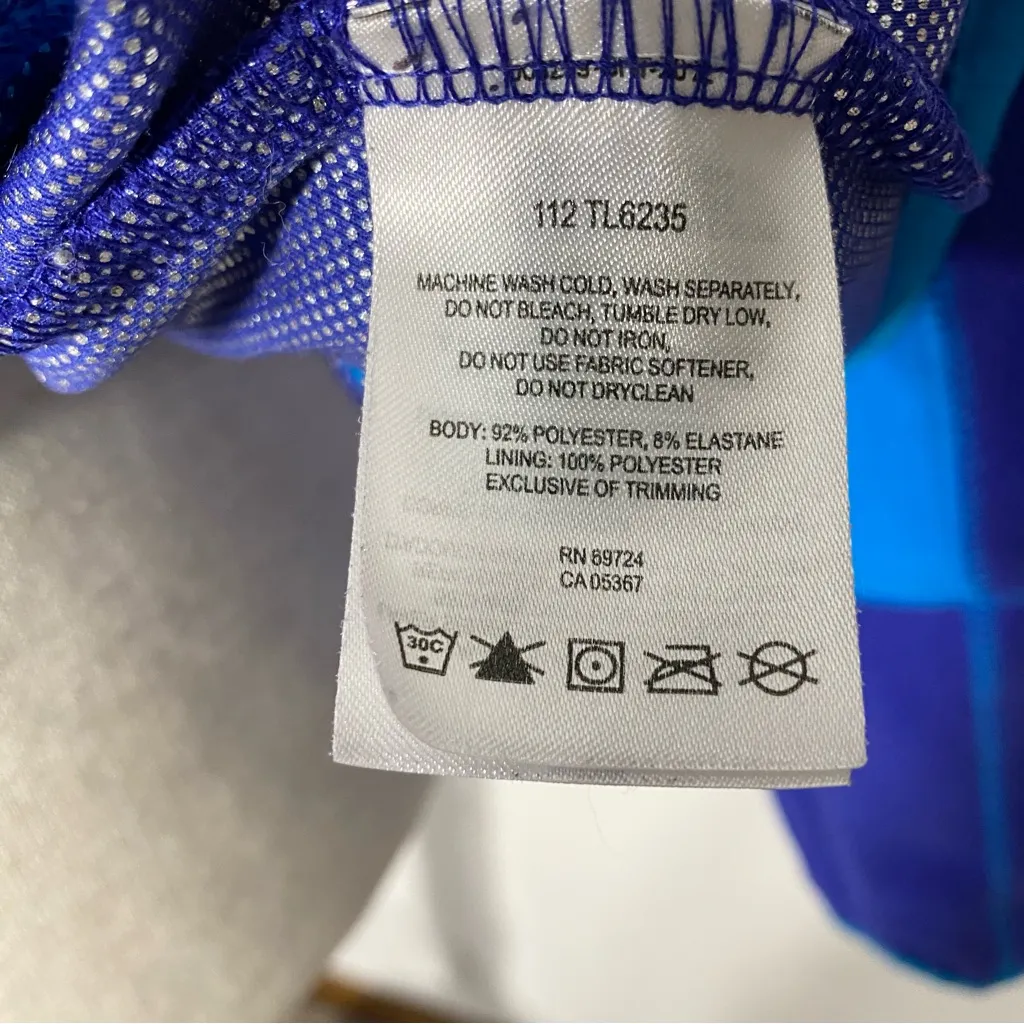 112 TL6235
MACHINE WASH COLD, WASH SEPARATELY,
DO NOT BLEACH, TUMBLE DRY LOW,
DO NOT IRON,
DO NOT USE FABRIC SOFTENER,
DO NOT DRYCLEAN
BODY: 92% POLYESTER, 8% ELASTANE
LINING: 100% POLYESTER
EXCLUSIVE OF TRIMMING
RN 69724
CA 05367
30C